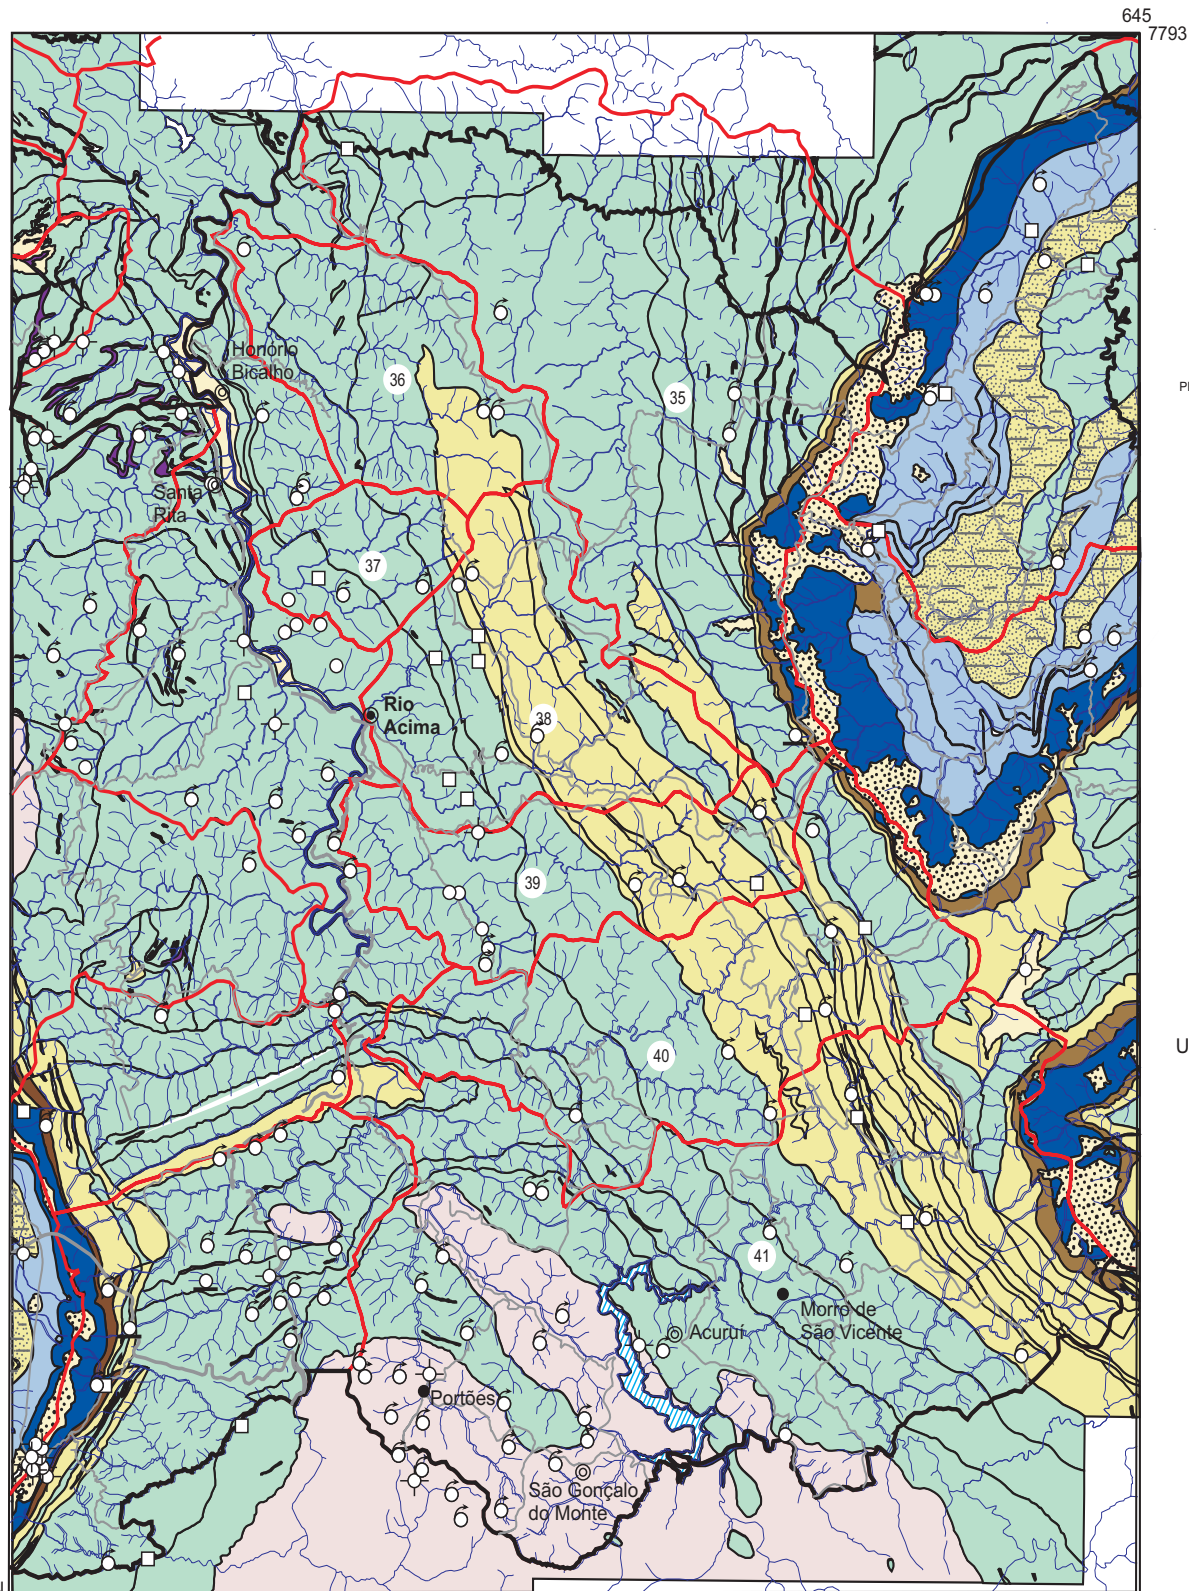 645
7793
Honório
Bicalho
36
35
Pl
Santa
Rita
37
Rio
Acima
38
39
40
U
41
Morro de
São Vicente
Acuruí
Portões
São Gonçalo
do Monte